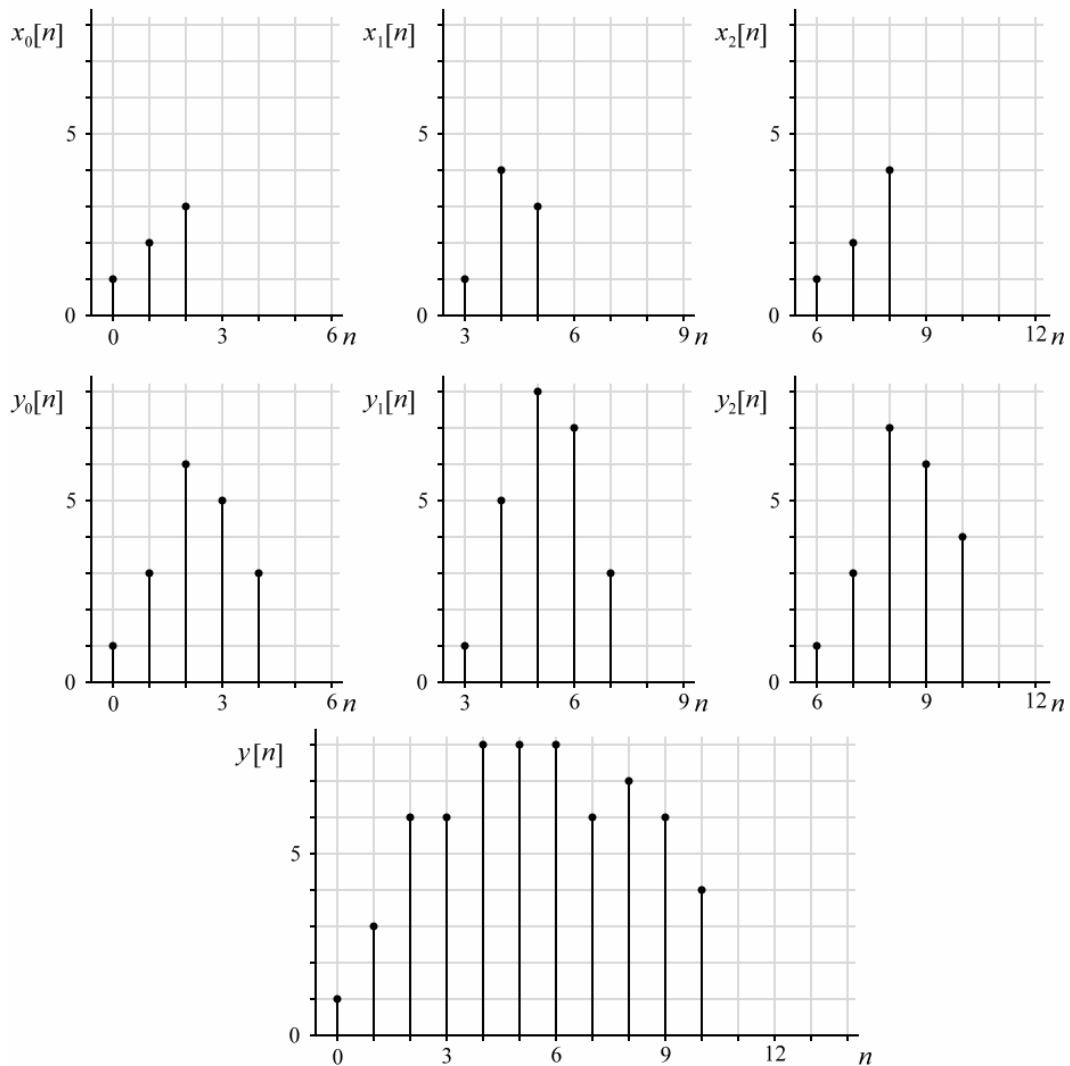 x₀[n] x₁[n] x₂[n]
5 5 5
0 0 0
0 3 6 n 3 6 9 n 6 9 12 n
y₀[n] y₁[n] y₂[n]
5 5 5
0 0 0
0 3 6 n 3 6 9 n 6 9 12 n
y[n]
5
0
0 3 6 9 12 n